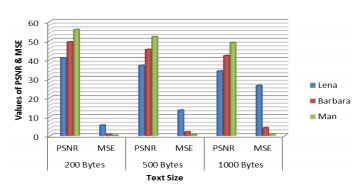 60
50
40
30
20
10
0
Values of PSNR & MSE
PSNR MSE PSNR MSE PSNR MSE
200 Bytes 500 Bytes 1000 Bytes
Text Size
Lena
Barbara
Man